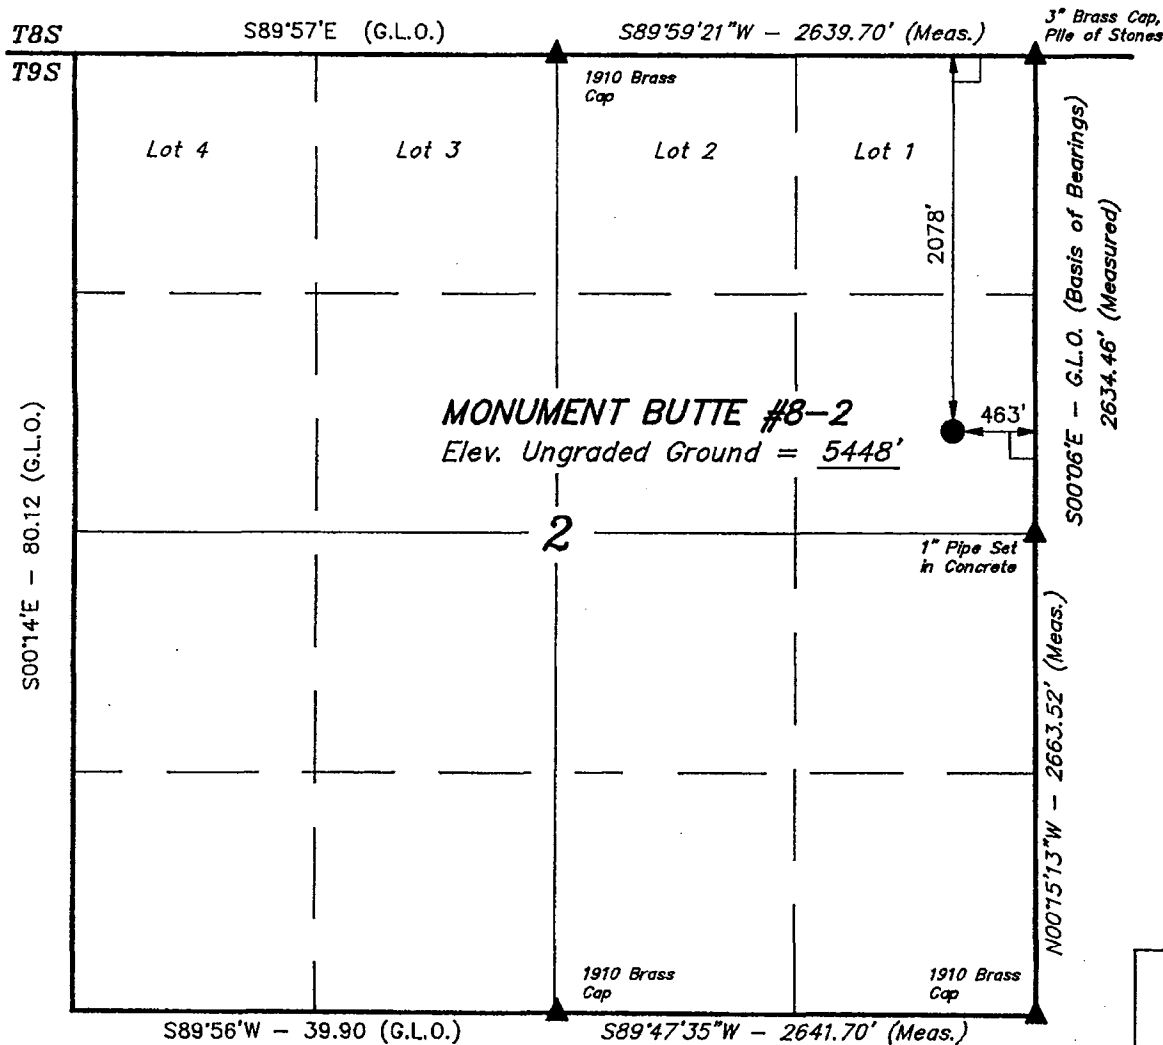 T8S
S89°57'E (G.L.O.)
S89°59'21"W – 2639.70' (Meas.)
3" Brass Cap,
Pile of Stones
T9S
1910 Brass
Cap
Lot 4
Lot 3
Lot 2
Lot 1
2078'
S00°06'E – G.L.O. (Basis of Bearings)
2634.46' (Measured)
MONUMENT BUTTE #8-2
Elev. Ungraded Ground = 5448'
463'
S00°14'E – 80.12 (G.L.O.)
2
1" Pipe Set
in Concrete
N00°15'13"W – 2663.52' (Meas.)
1910 Brass
Cap
1910 Brass
Cap
S89°56'W – 39.90 (G.L.O.)
S89°47'35"W – 2641.70' (Meas.)